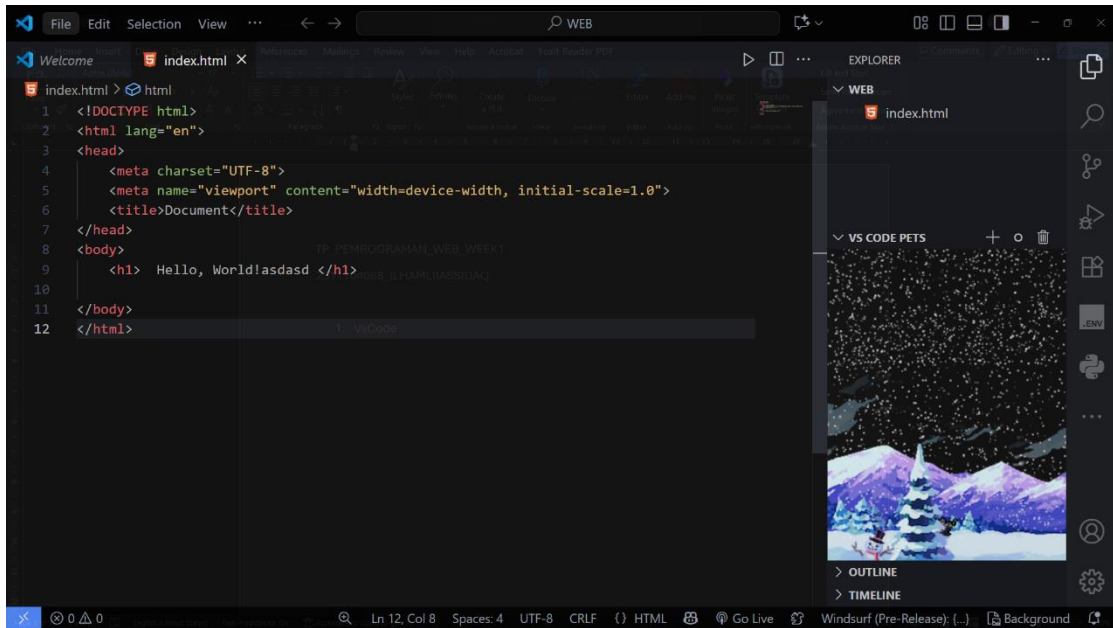 File Edit Selection View ··· WEB
Welcome index.html
index.html > html
1 <!DOCTYPE html>
2 <html lang="en">
3 <head>
4 <meta charset="UTF-8">
5 <meta name="viewport" content="width=device-width, initial-scale=1.0">
6 <title>Document</title>
7 </head>
8 <body>
9 <h1>  Hello, World!asdasd </h1>
10
11 </body>
12 </html>
TP_PEMROGRAMAN_WEB_WEEK1
1. VsCode
EXPLORER ···
WEB
index.html
VS CODE PETS
OUTLINE
TIMELINE
.ENV
0 0 Ln 12, Col 8 Spaces: 4 UTF-8 CRLF {} HTML Go Live Windsurf (Pre-Release): {...} Background